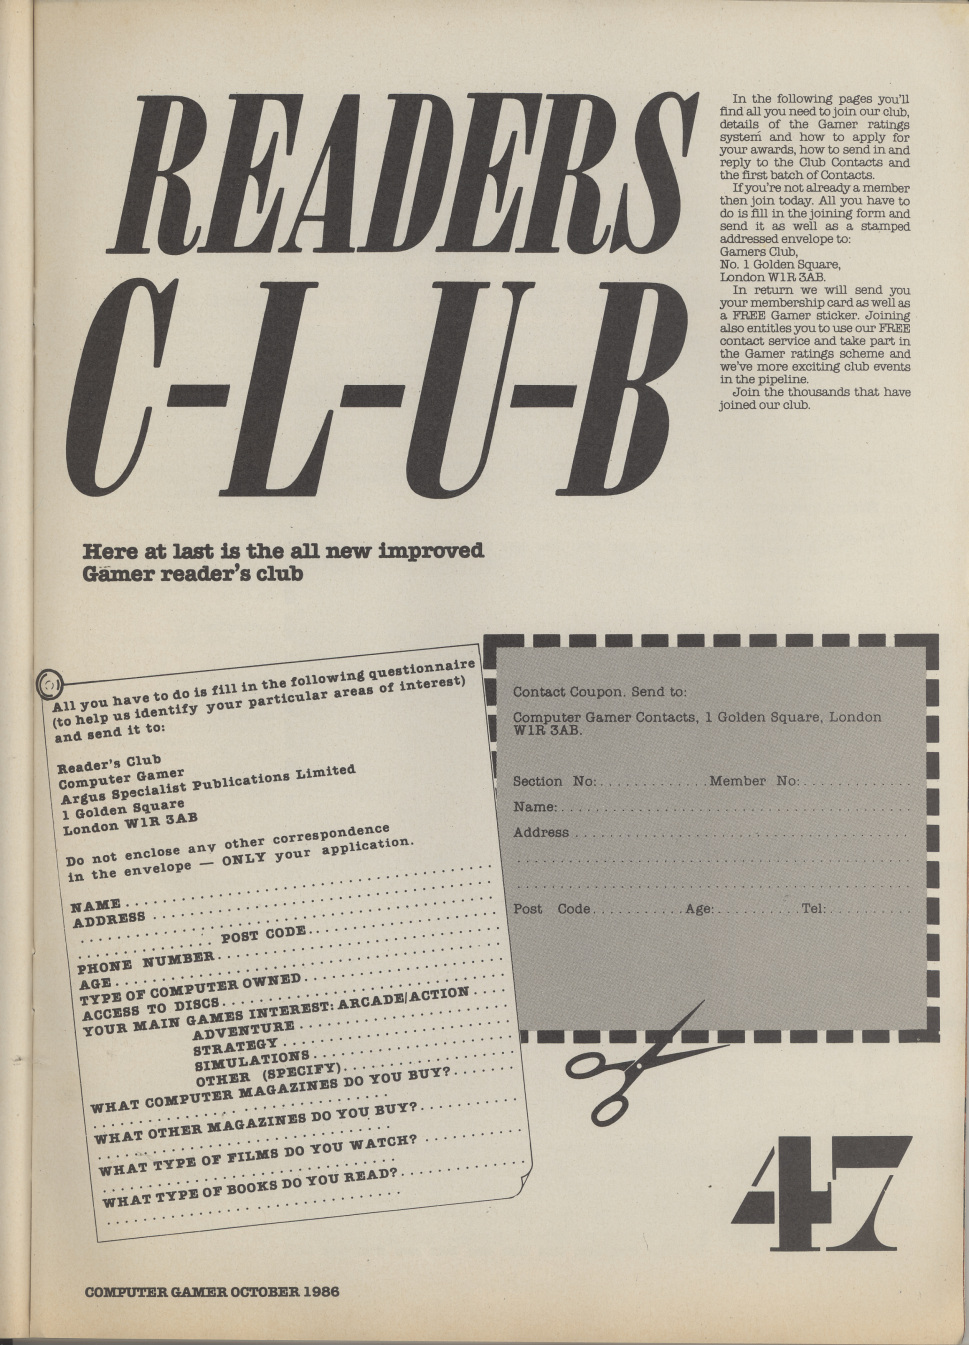 READERS
C-L-U-B
In the following pages you'll
find all you need to join our club,
details of the Gamer ratings
system and how to apply for
your awards, how to send in and
reply to the Club Contacts and
the first batch of Contacts.
If you're not already a member
then join today. All you have to
do is fill in the joining form and
send it as well as a stamped
addressed envelope to:
Gamers Club,
No. 1 Golden Square,
London W1R 3AB.
In return we will send you
your membership card as well as
a FREE Gamer sticker. Joining
also entitles you to use our FREE
contact service and take part in
the Gamer ratings scheme and
we've more exciting club events
in the pipeline.
Join the thousands that have
joined our club.
Here at last is the all new improved
Gamer reader's club
All you have to do is fill in the following questionnaire
(to help us identify your particular areas of interest)
and send it to:
Reader's Club
Computer Gamer
Argus Specialist Publications Limited
1 Golden Square
London W1R 3AB
Do not enclose any other correspondence
in the envelope — ONLY your application.
NAME
ADDRESS
POST CODE
PHONE NUMBER
AGE
TYPE OF COMPUTER OWNED
ACCESS TO DISCS
YOUR MAIN GAMES INTEREST: ARCADE/ACTION
ADVENTURE
STRATEGY
SIMULATIONS
OTHER (SPECIFY)
WHAT COMPUTER MAGAZINES DO YOU BUY?
WHAT OTHER MAGAZINES DO YOU BUY?
WHAT TYPE OF FILMS DO YOU WATCH?
WHAT TYPE OF BOOKS DO YOU READ?
Contact Coupon. Send to:
Computer Gamer Contacts, 1 Golden Square, London
W1R 3AB.
Section No: Member No:
Name:
Address
Post Code Age: Tel:
47
COMPUTER GAMER OCTOBER 1986